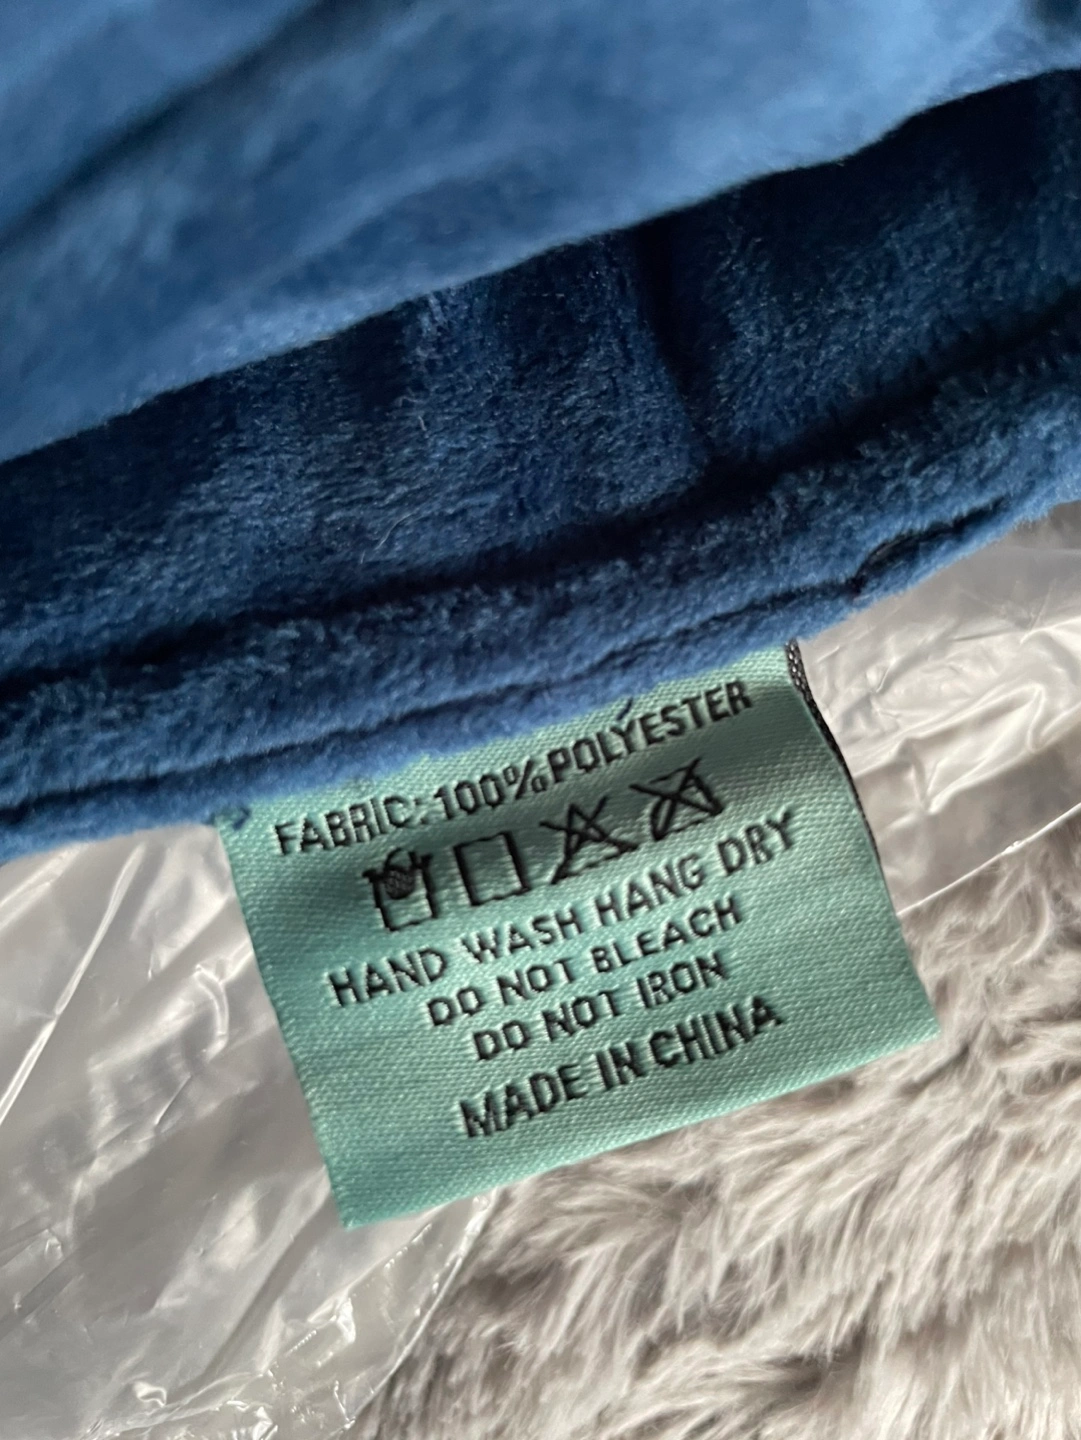 FABRIC: 100%POLYESTER
HAND WASH HANG DRY
DO NOT BLEACH
DO NOT IRON
MADE IN CHINA